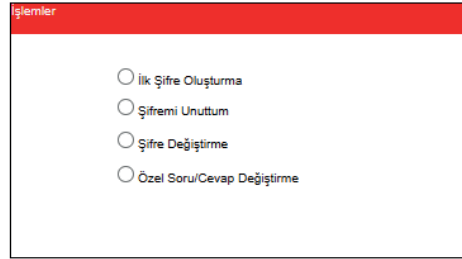 İşlemler
İlk Şifre Oluşturma
Şifremi Unuttum
Şifre Değiştirme
Özel Soru/Cevap Değiştirme